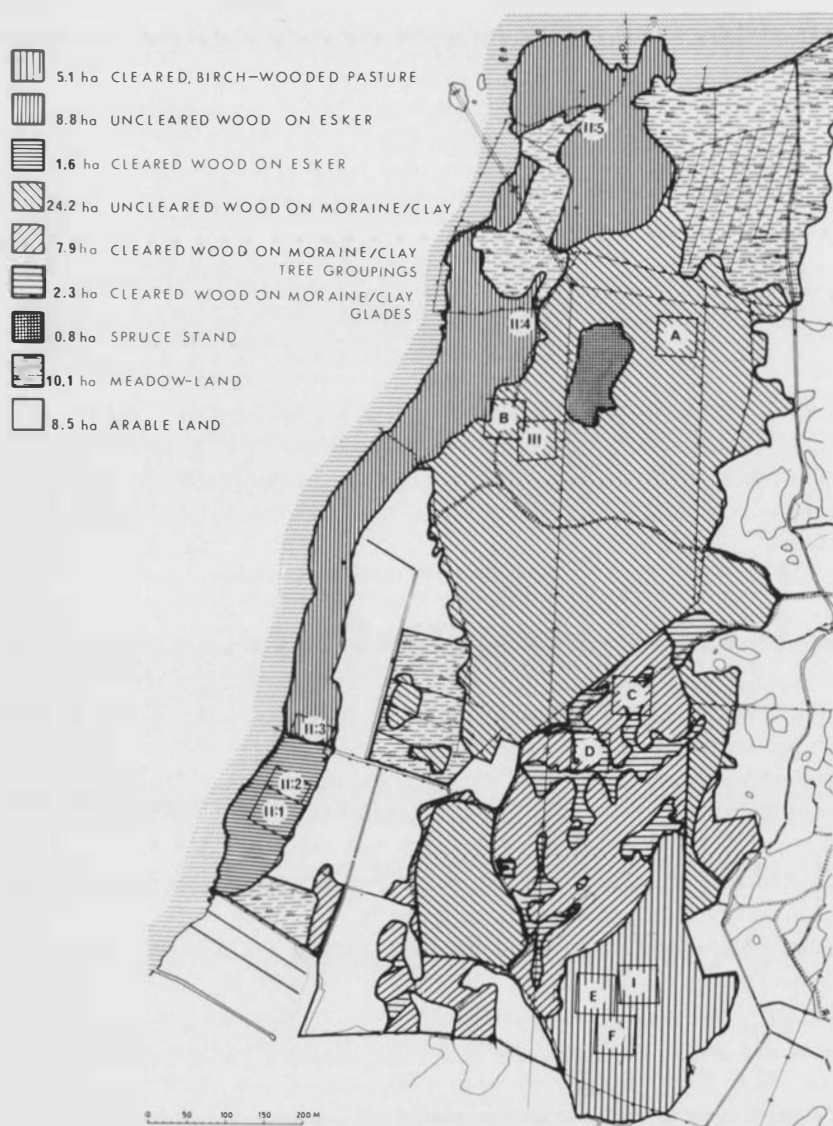 5.1 ha CLEARED, BIRCH-WOODED PASTURE
8.8 ha UNCLEARED WOOD ON ESKER
1.6 ha CLEARED WOOD ON ESKER
24.2 ha UNCLEARED WOOD ON MORAINE/CLAY
7.9 ha CLEARED WOOD ON MORAINE/CLAY
TREE GROUPINGS
2.3 ha CLEARED WOOD ON MORAINE/CLAY
GLADES
0.8 ha SPRUCE STAND
10.1 ha MEADOW-LAND
8.5 ha ARABLE LAND
II:5
II:4
A
B
III
C
II:3
D
II:2
II:1
E
I
F
0 50 100 150 200 M